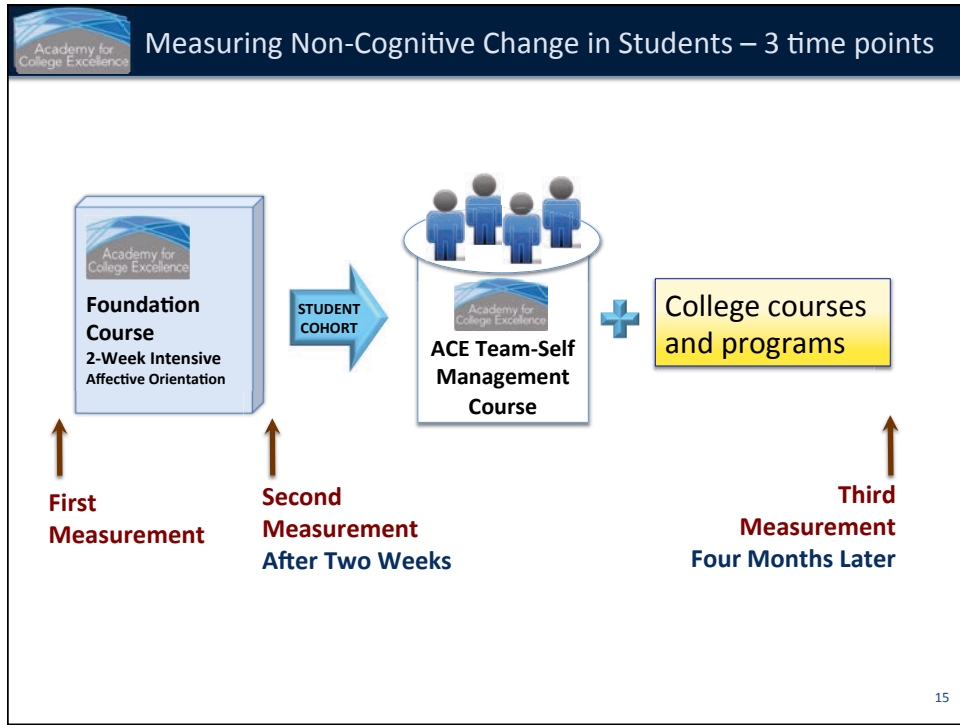 Academy for
College Excellence
Measuring Non-Cognitive Change in Students – 3 time points
Academy for
College Excellence
Foundation
Course
2-Week Intensive
Affective Orientation
STUDENT
COHORT
Academy for
College Excellence
ACE Team-Self
Management
Course
College courses
and programs
First
Measurement
Second
Measurement
After Two Weeks
Third
Measurement
Four Months Later
15